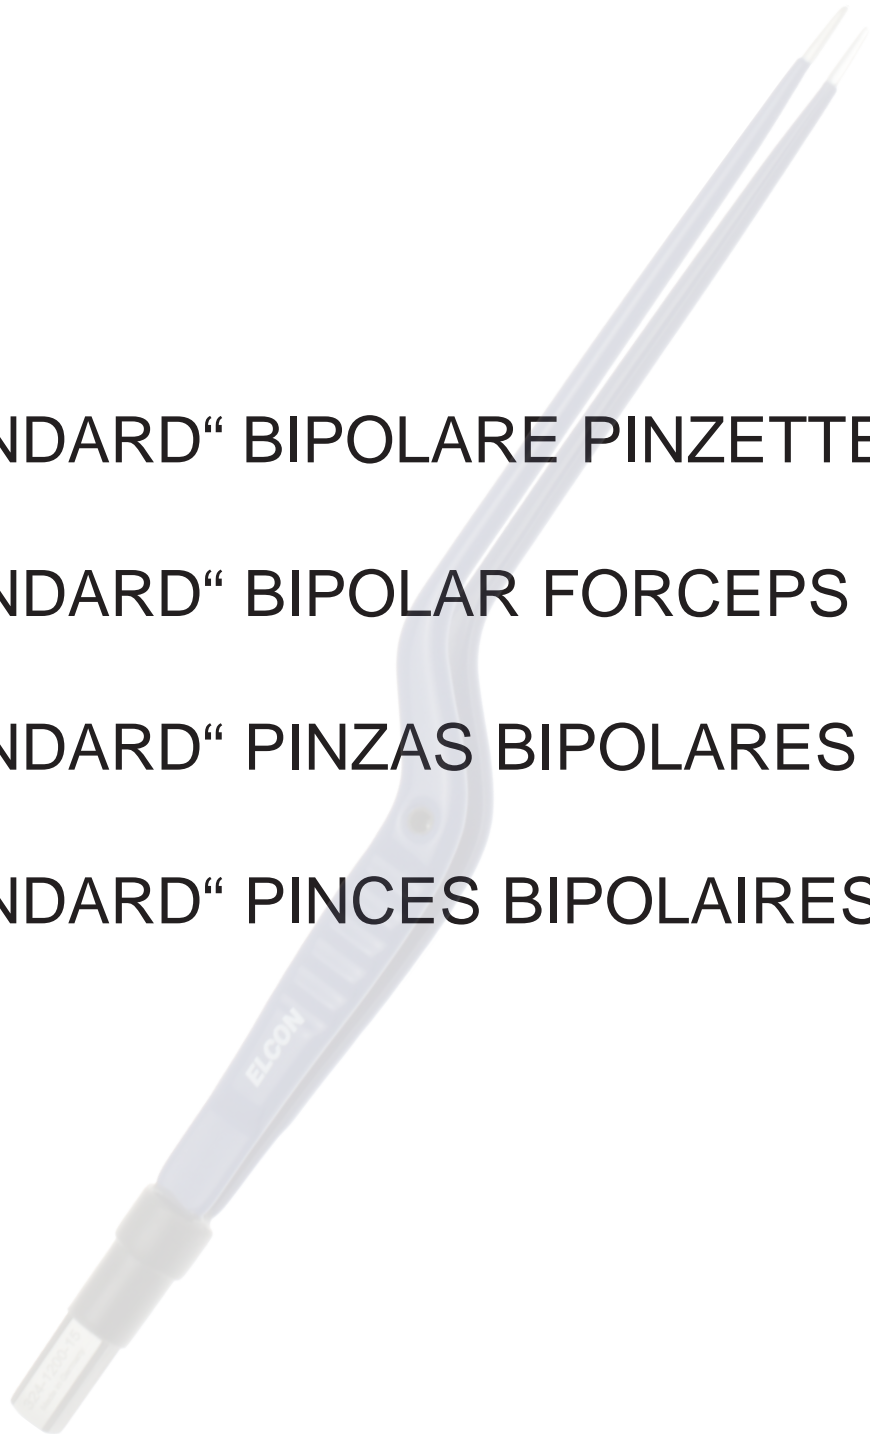 NDARD“ BIPOLARE PINZETTE
NDARD“ BIPOLAR FORCEPS
NDARD“ PINZAS BIPOLARES
NDARD“ PINCES BIPOLAIRES
ELCON